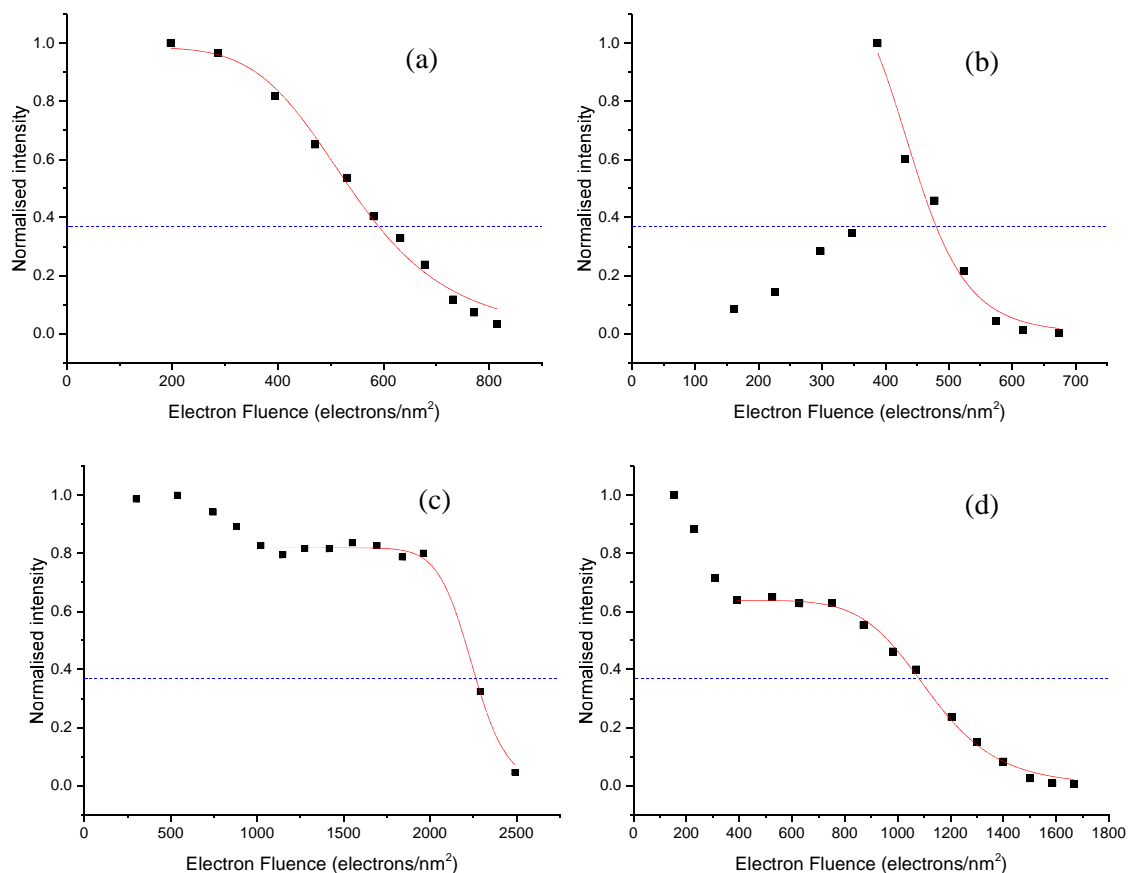 (a)
1.0
0.8
0.6
0.4
0.2
0.0
Normalised intensity
0 200 400 600 800
Electron Fluence (electrons/nm²)
(b)
1.0
0.8
0.6
0.4
0.2
0.0
Normalised intensity
0 100 200 300 400 500 600 700
Electron Fluence (electrons/nm²)
(c)
1.0
0.8
0.6
0.4
0.2
0.0
Normalised intensity
0 500 1000 1500 2000 2500
Electron Fluence (electrons/nm²)
(d)
1.0
0.8
0.6
0.4
0.2
0.0
Normalised intensity
0 200 400 600 800 1000 1200 1400 1600 1800
Electron Fluence (electrons/nm²)